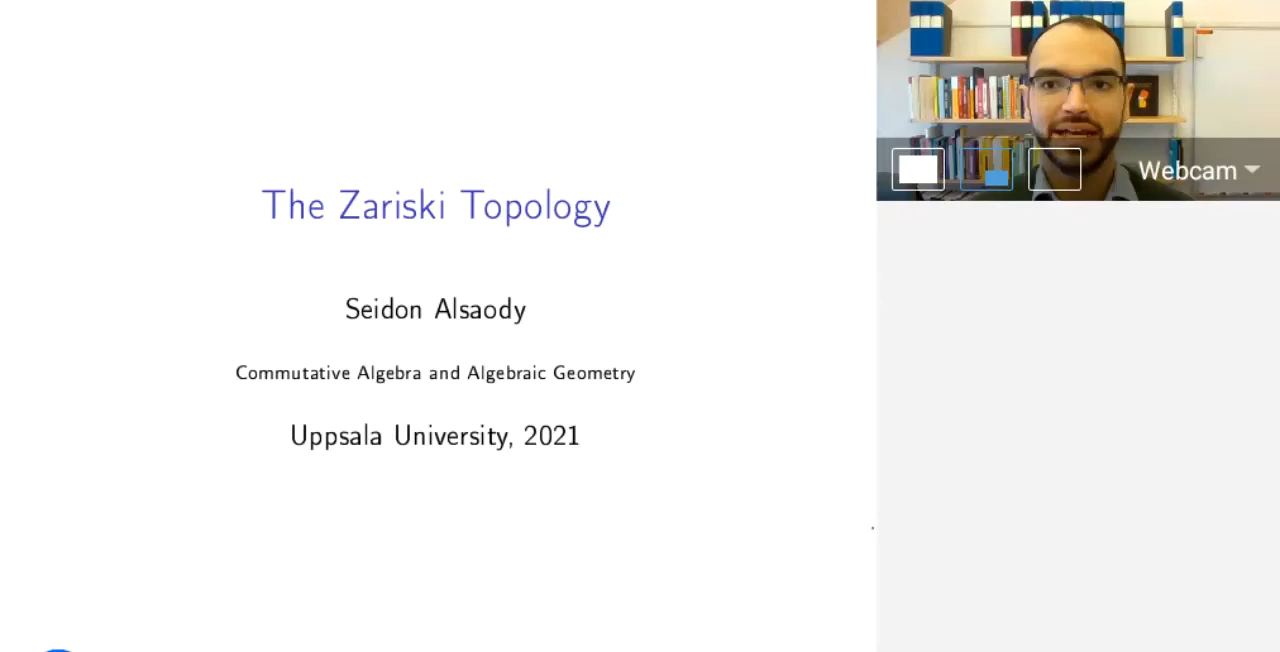 The Zariski Topology
Seidon Alsaody
Commutative Algebra and Algebraic Geometry
Uppsala University, 2021
Webcam